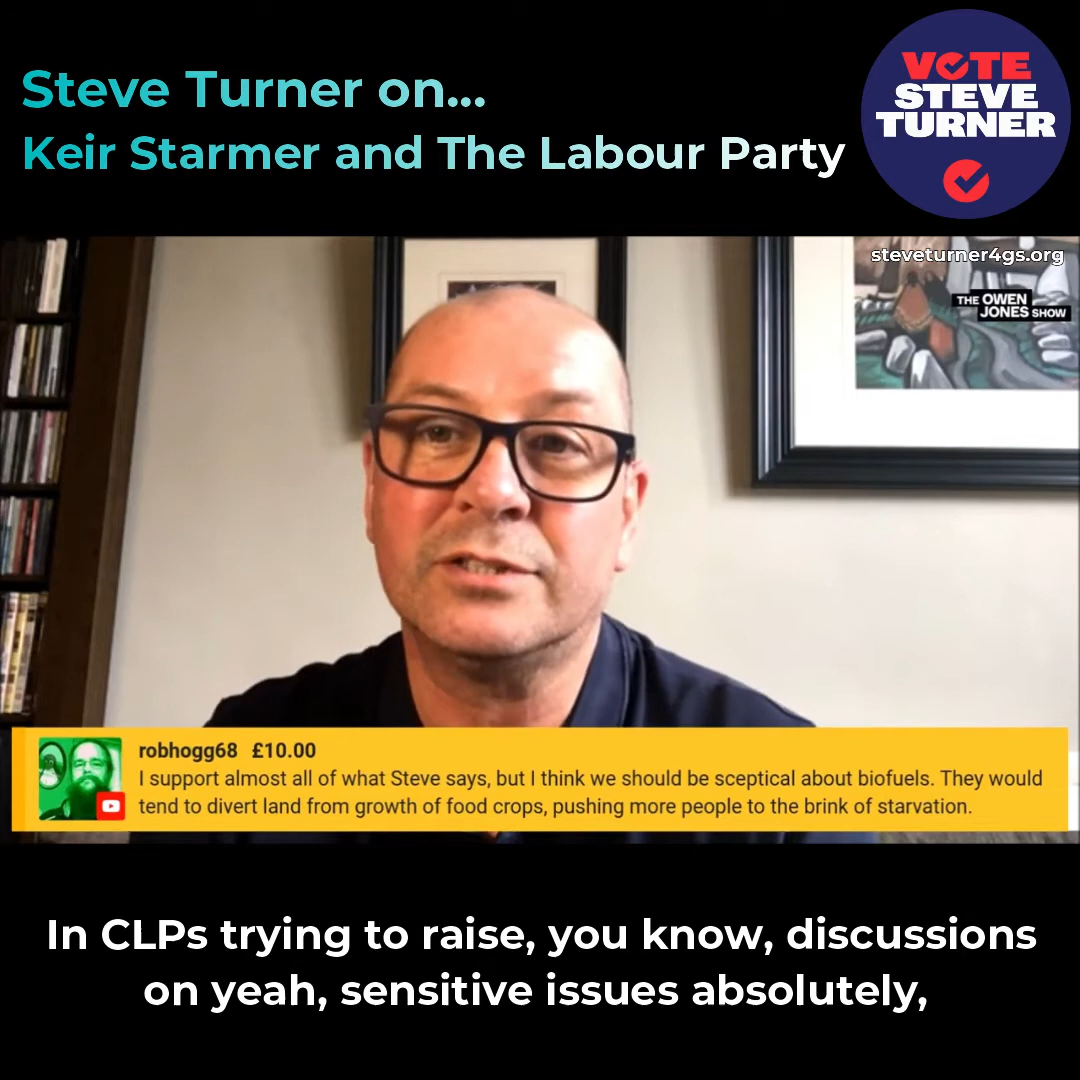 Steve Turner on...
Keir Starmer and The Labour Party
VOTE
STEVE
TURNER
steveturner4gs.org
THE OWEN
JONES SHOW
robhogg68 £10.00
I support almost all of what Steve says, but I think we should be sceptical about biofuels. They would
tend to divert land from growth of food crops, pushing more people to the brink of starvation.
In CLPs trying to raise, you know, discussions
on yeah, sensitive issues absolutely,